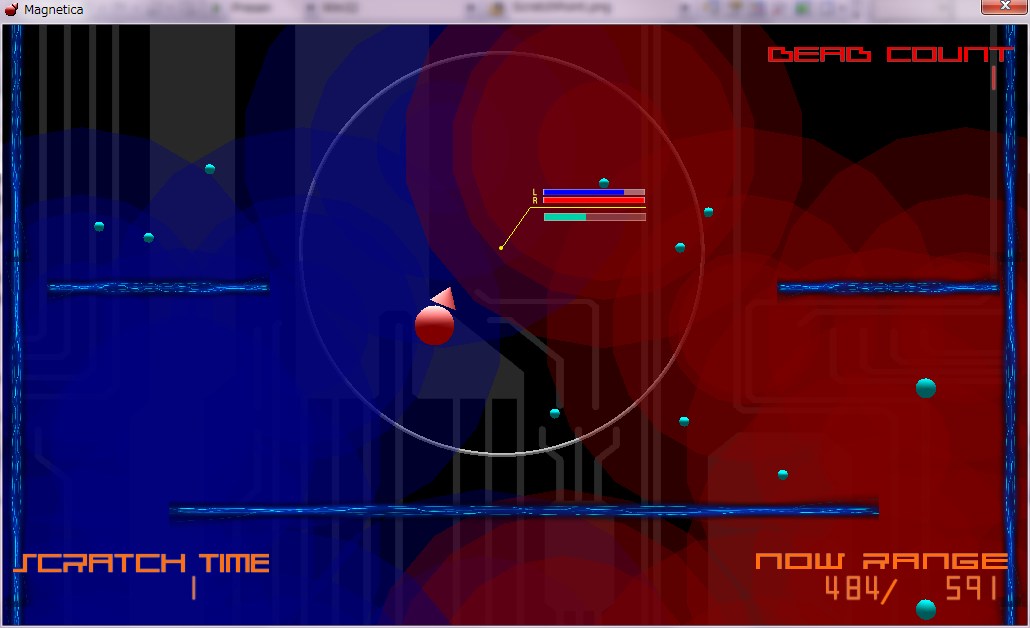 Magnetica
DEAD COUNT
1
L
R
SCRATCH TIME
1
NOW RANGE
484/ 591